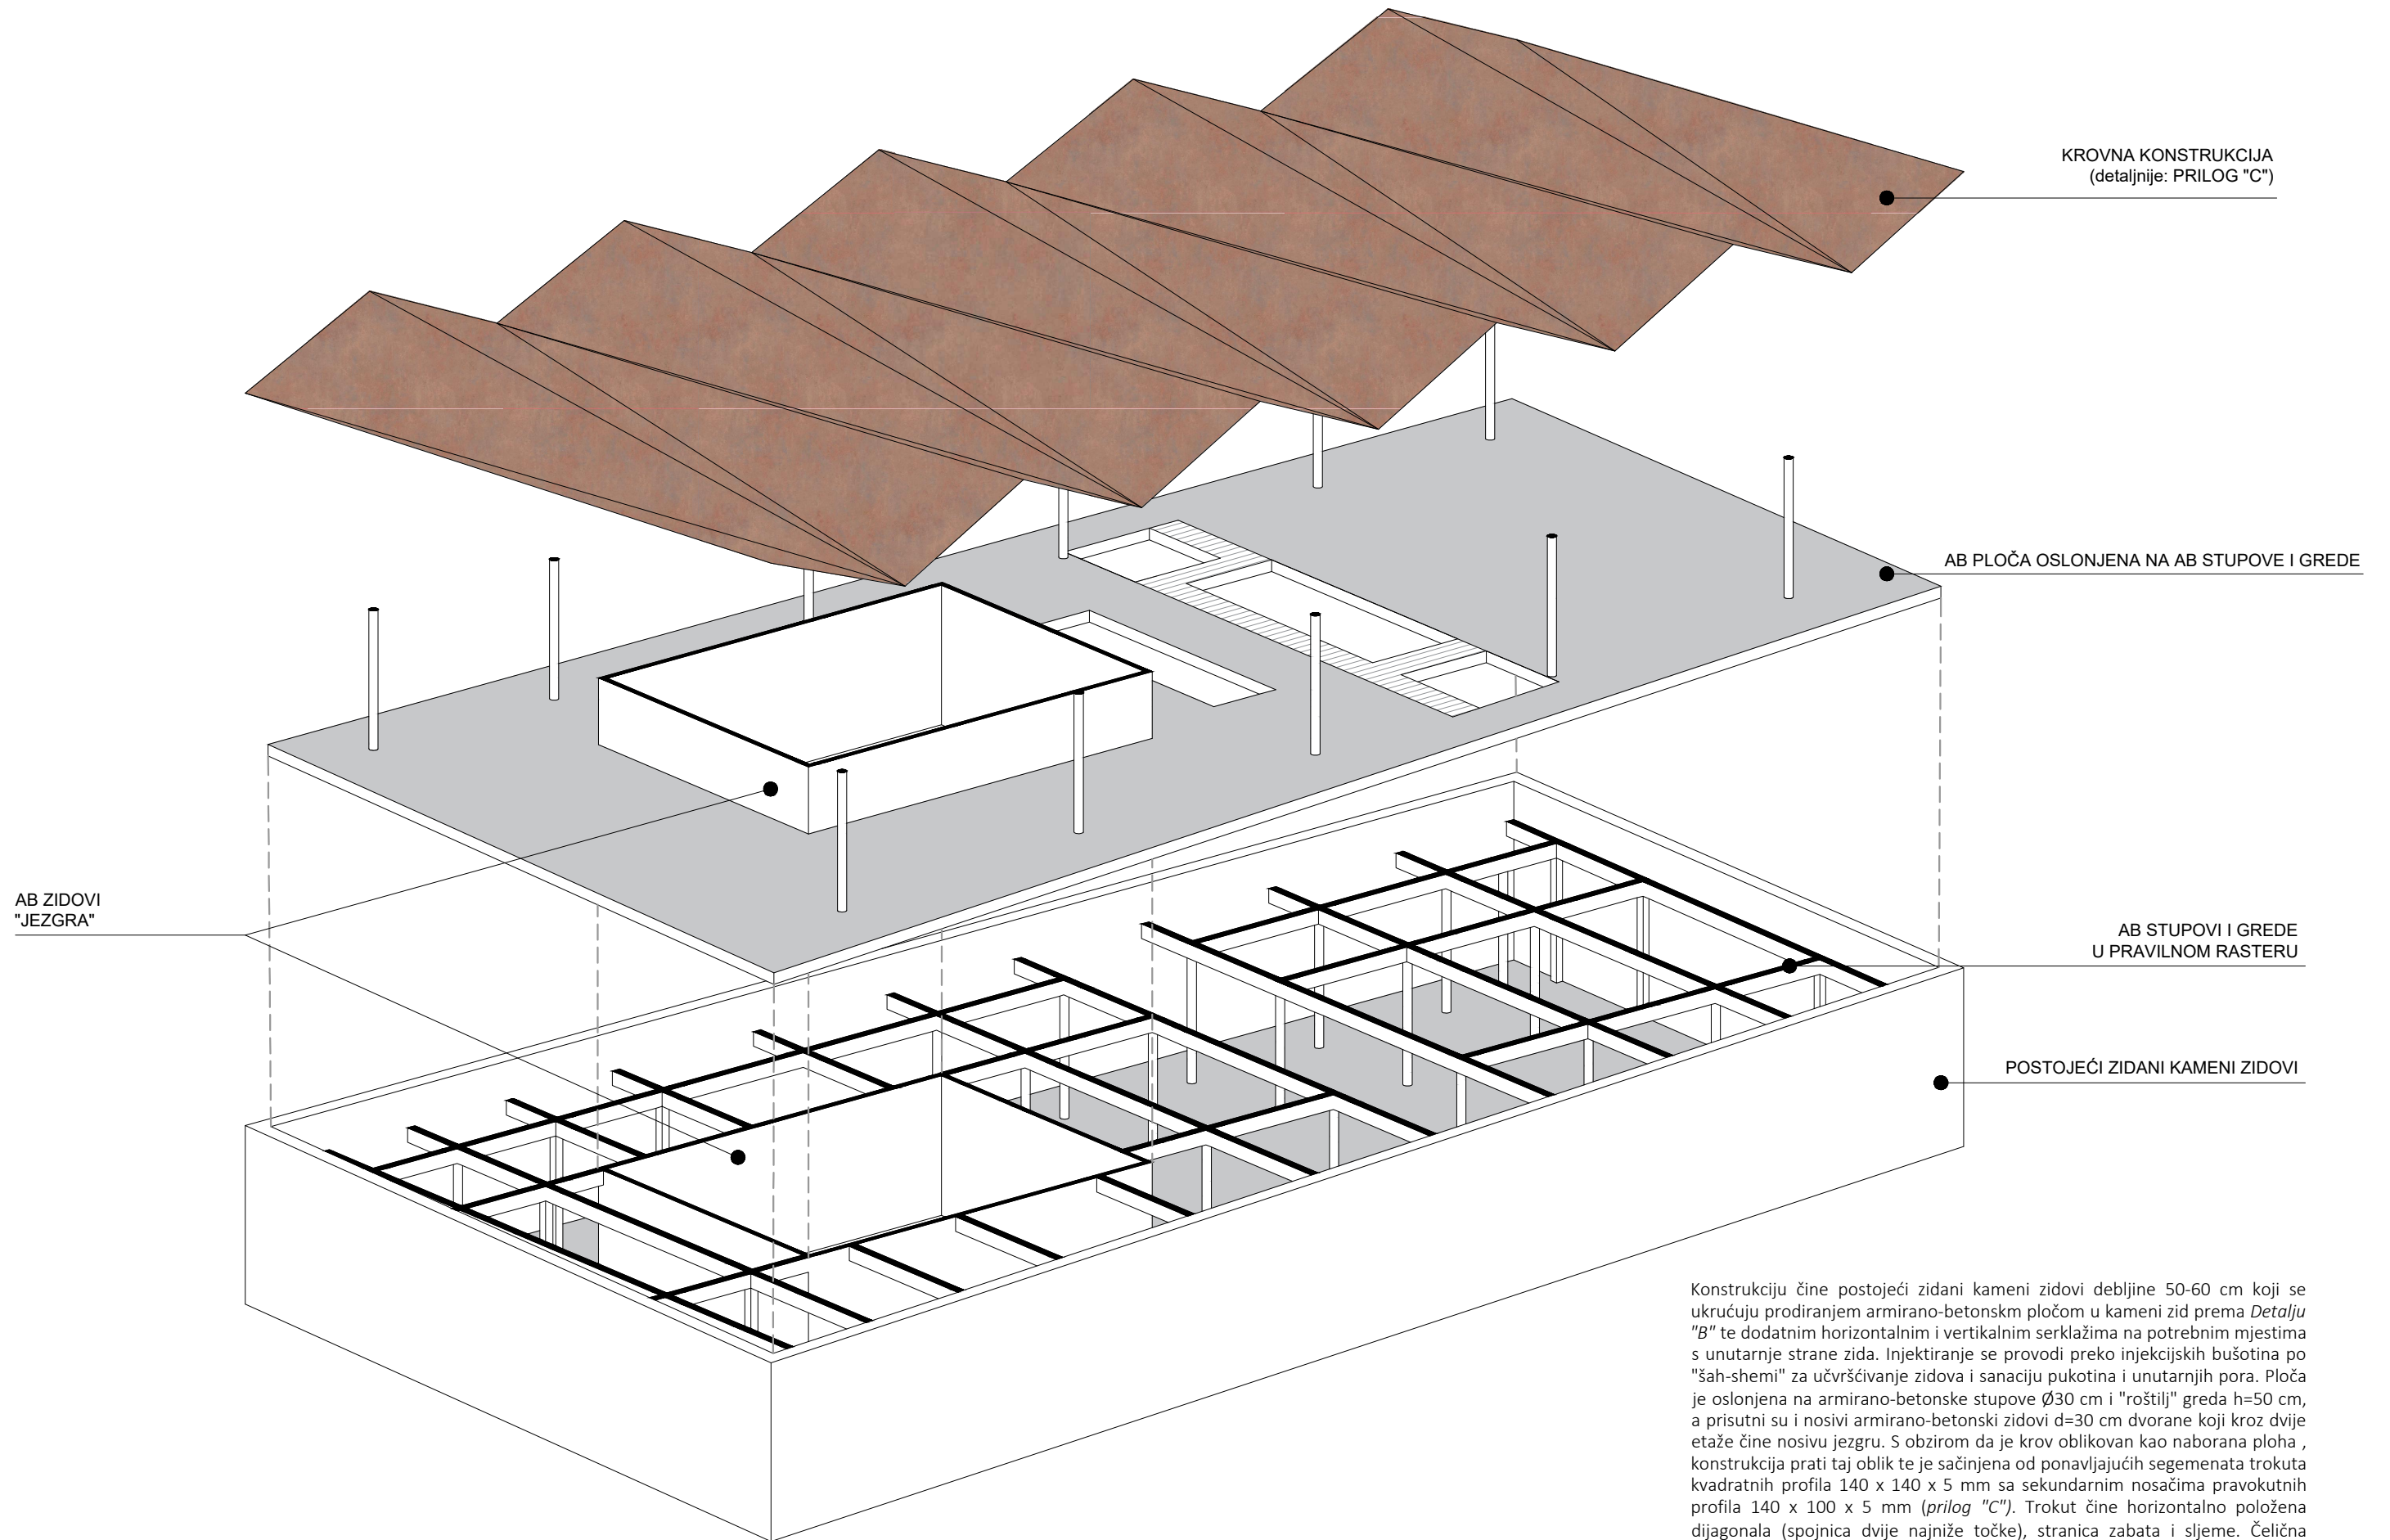 KROVNA KONSTRUKCIJA
(detaljnije: PRILOG "C")
AB PLOČA OSLONJENA NA AB STUPOVE I GREDE
AB ZIDOVI
"JEZGRA"
AB STUPOVI I GREDE
U PRAVILNOM RASTERU
POSTOJEĆI ZIDANI KAMENI ZIDOVI
Konstrukciju čine postojeći zidani kameni zidovi debljine 50-60 cm koji se
ukrućuju prodiranjem armirano-betonskm pločom u kameni zid prema Detalju
"B" te dodatnim horizontalnim i vertikalnim serklažima na potrebnim mjestima
s unutarnje strane zida. Injektiranje se provodi preko injekcijskih bušotina po
"šah-shemi" za učvršćivanje zidova i sanaciju pukotina i unutarnjih pora. Ploča
je oslonjena na armirano-betonske stupove Ø30 cm i "roštilj" greda h=50 cm,
a prisutni su i nosivi armirano-betonski zidovi d=30 cm dvorane koji kroz dvije
etaže čine nosivu jezgru. S obzirom da je krov oblikovan kao naborana ploha ,
konstrukcija prati taj oblik te je sačinjena od ponavljajućih segemenata trokuta
kvadratnih profila 140 x 140 x 5 mm sa sekundarnim nosačima pravokutnih
profila 140 x 100 x 5 mm (prilog "C"). Trokut čine horizontalno položena
dijagonala (spojnica dvije najniže točke), stranica zabata i sljeme. Čelična